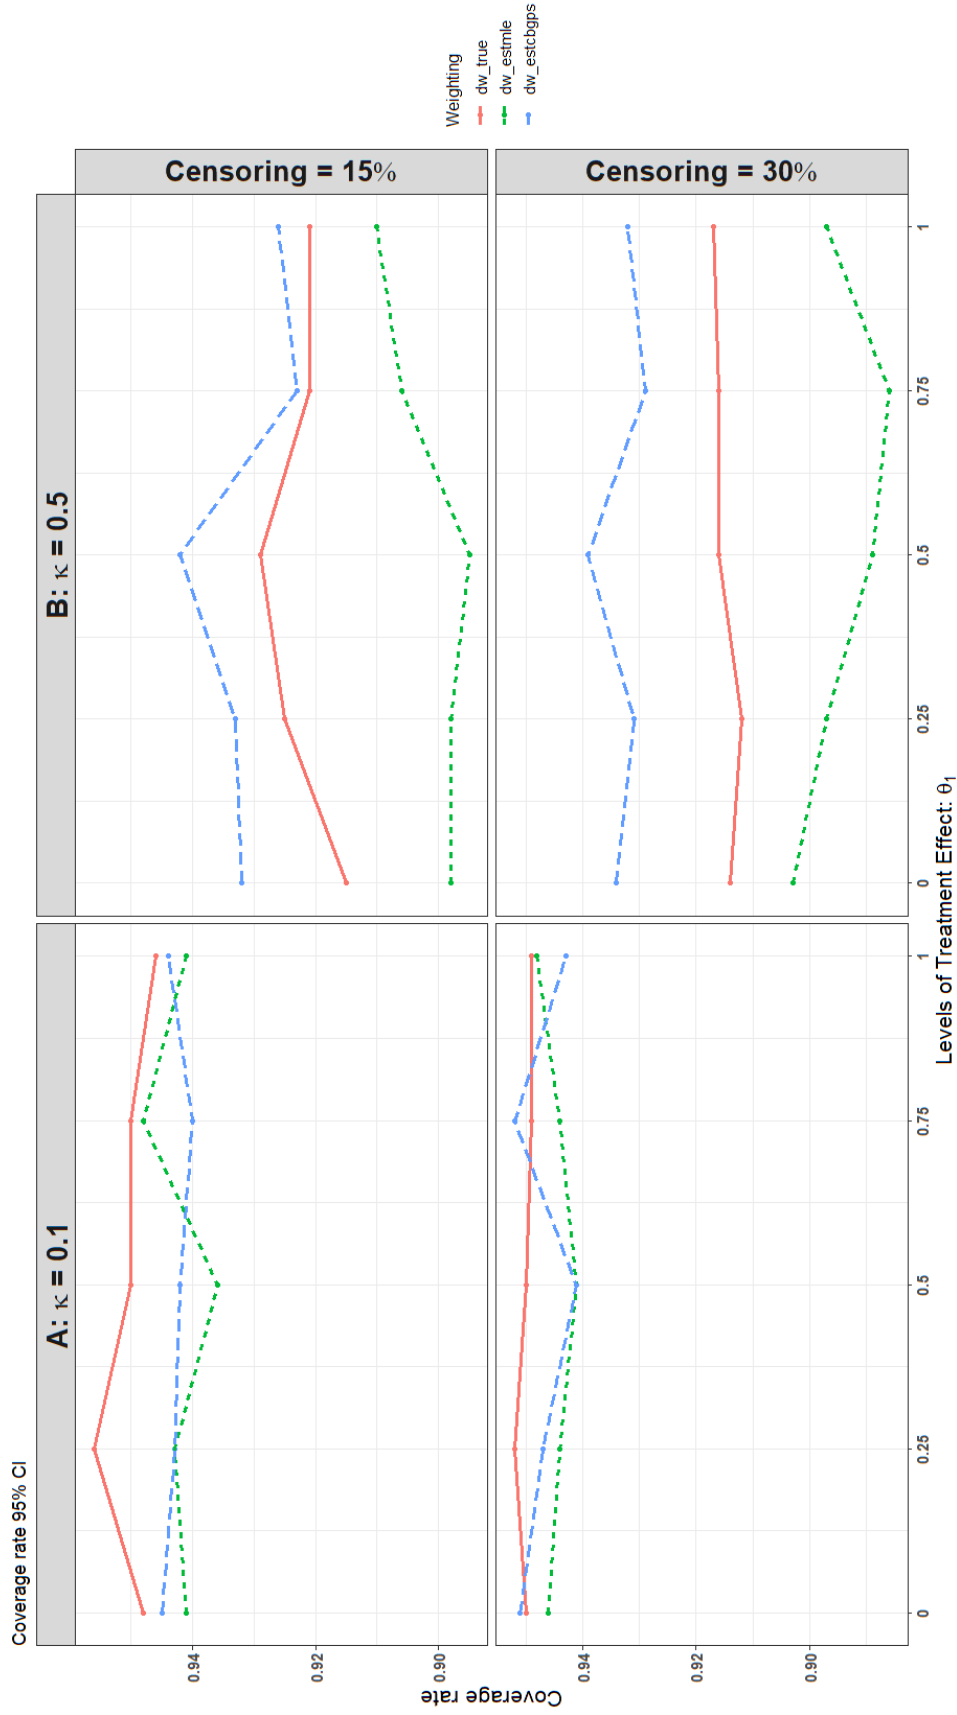 Coverage rate 95% CI
A: κ = 0.1
B: κ = 0.5
Coverage rate
0.94
0.92
0.90
Censoring = 15%
0.94
0.92
0.90
Censoring = 30%
0
0.25
0.5
0.75
1
0
0.25
0.5
0.75
1
Levels of Treatment Effect: θ₁
Weighting
dw_true
dw_estmle
dw_estcbgps